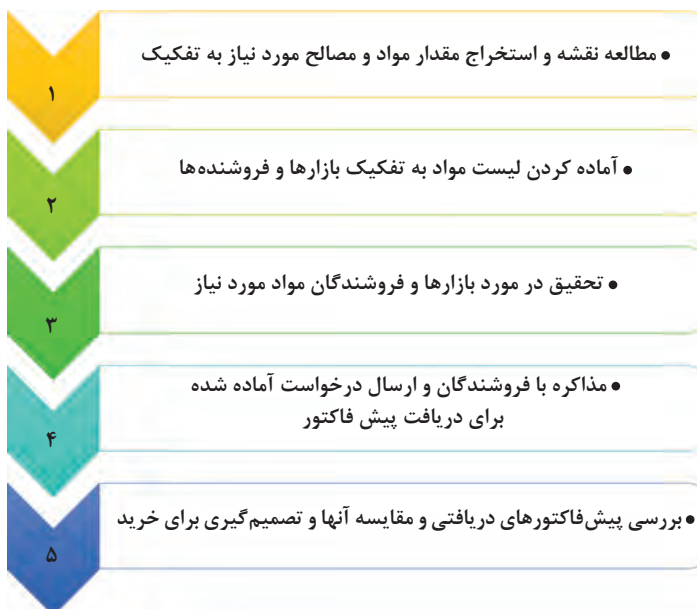 • مطالعه نقشه و استخراج مقدار مواد و مصالح مورد نیاز به تفکیک
۱
• آماده کردن لیست مواد به تفکیک بازارها و فروشنده‌ها
۲
• تحقیق در مورد بازارها و فروشندگان مواد مورد نیاز
۳
• مذاکره با فروشندگان و ارسال درخواست آماده شده
برای دریافت پیش فاکتور
۴
• بررسی پیش‌فاکتورهای دریافتی و مقایسه آنها و تصمیم‌گیری برای خرید
۵